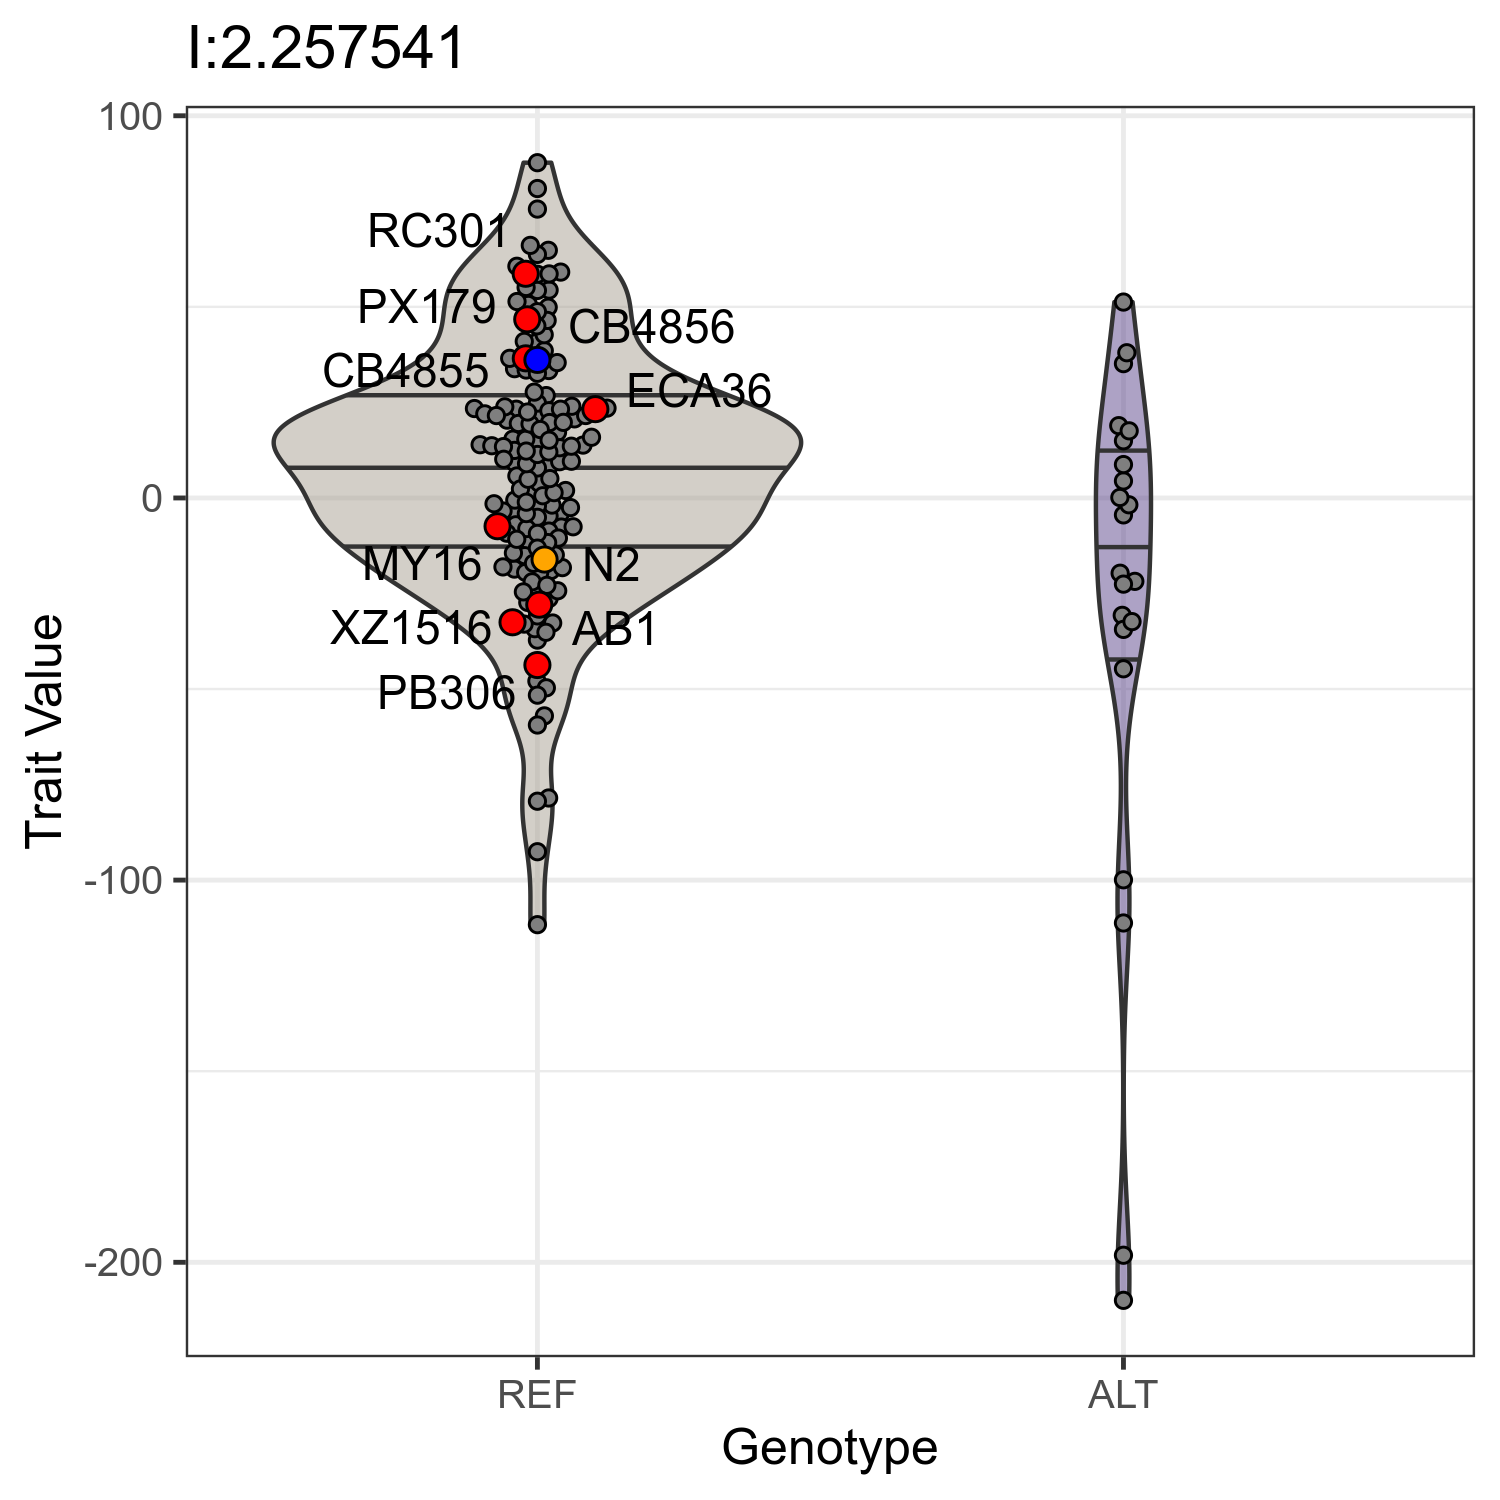 I:2.257541
100
0
-100
-200
Trait Value
RC301
PX179
CB4856
CB4855
ECA36
MY16
N2
XZ1516
AB1
PB306
REF
ALT
Genotype